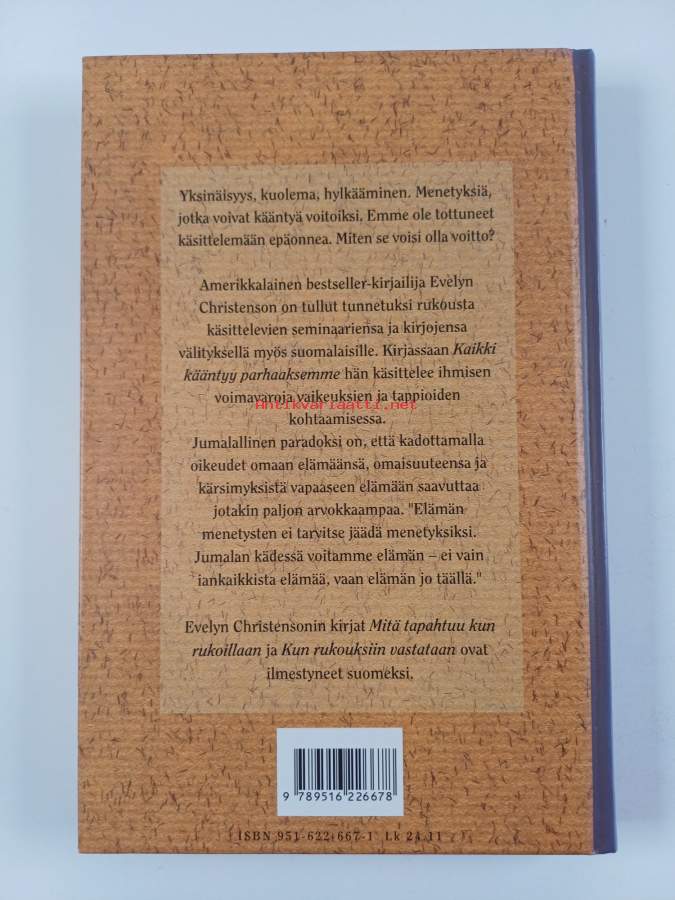 Yksinäisyys, kuolema, hylkääminen. Menetyksiä,
jotka voivat kääntyä voitoiksi. Emme ole tottuneet
käsittelemään epäonnea. Miten se voisi olla voitto?
Amerikkalainen bestseller-kirjailija Evelyn
Christenson on tullut tunnetuksi rukousta
käsittelevien seminaariensa ja kirjojensa
välityksellä myös suomalaisille. Kirjassaan Kaikki
kääntyy parhaaksemme hän käsittelee ihmisen
voimavaroja vaikeuksien ja tappioiden
Antikvariaatti.net
kohtaamisessa.
Jumalallinen paradoksi on, että kadottamalla
oikeudet omaan elämäänsä, omaisuuteensa ja
kärsimyksistä vapaaseen elämään saavuttaa
jotakin paljon arvokkaampaa. "Elämän
menetysten ei tarvitse jäädä menetyksiksi.
Jumalan kädessä voitamme elämän – ei vain
iankaikkista elämää, vaan elämän jo täällä."
Evelyn Christensonin kirjat Mitä tapahtuu kun
rukoillaan ja Kun rukouksiin vastataan ovat
ilmestyneet suomeksi.
9 789516 226678
ISBN 951-622-667-1 Lk 24.11